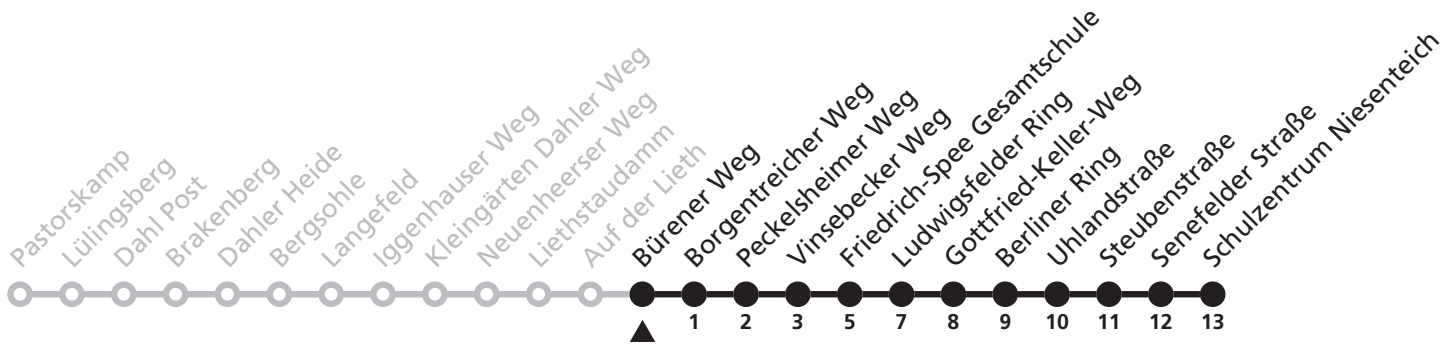 Pastorskamp
Lüllingsberg
Dahl Post
Brakenberg
Dahler Heide
Bergsohle
Langefeld
Iggenhauser Weg
Kleingärten Dahler Weg
Neuenheerser Weg
Liethstaudamm
Auf der Lieth
Bürener Weg
Borgentreicher Weg
Peckelsheimer Weg
Vinsebecker Weg
Friedrich-Spee Gesamtschule
Ludwigsfelder Ring
Gottfried-Keller-Weg
Berliner Ring
Uhlandstraße
Steubenstraße
Senefelder Straße
Schulzentrum Niesenteich
1 2 3 5 7 8 9 10 11 12 13